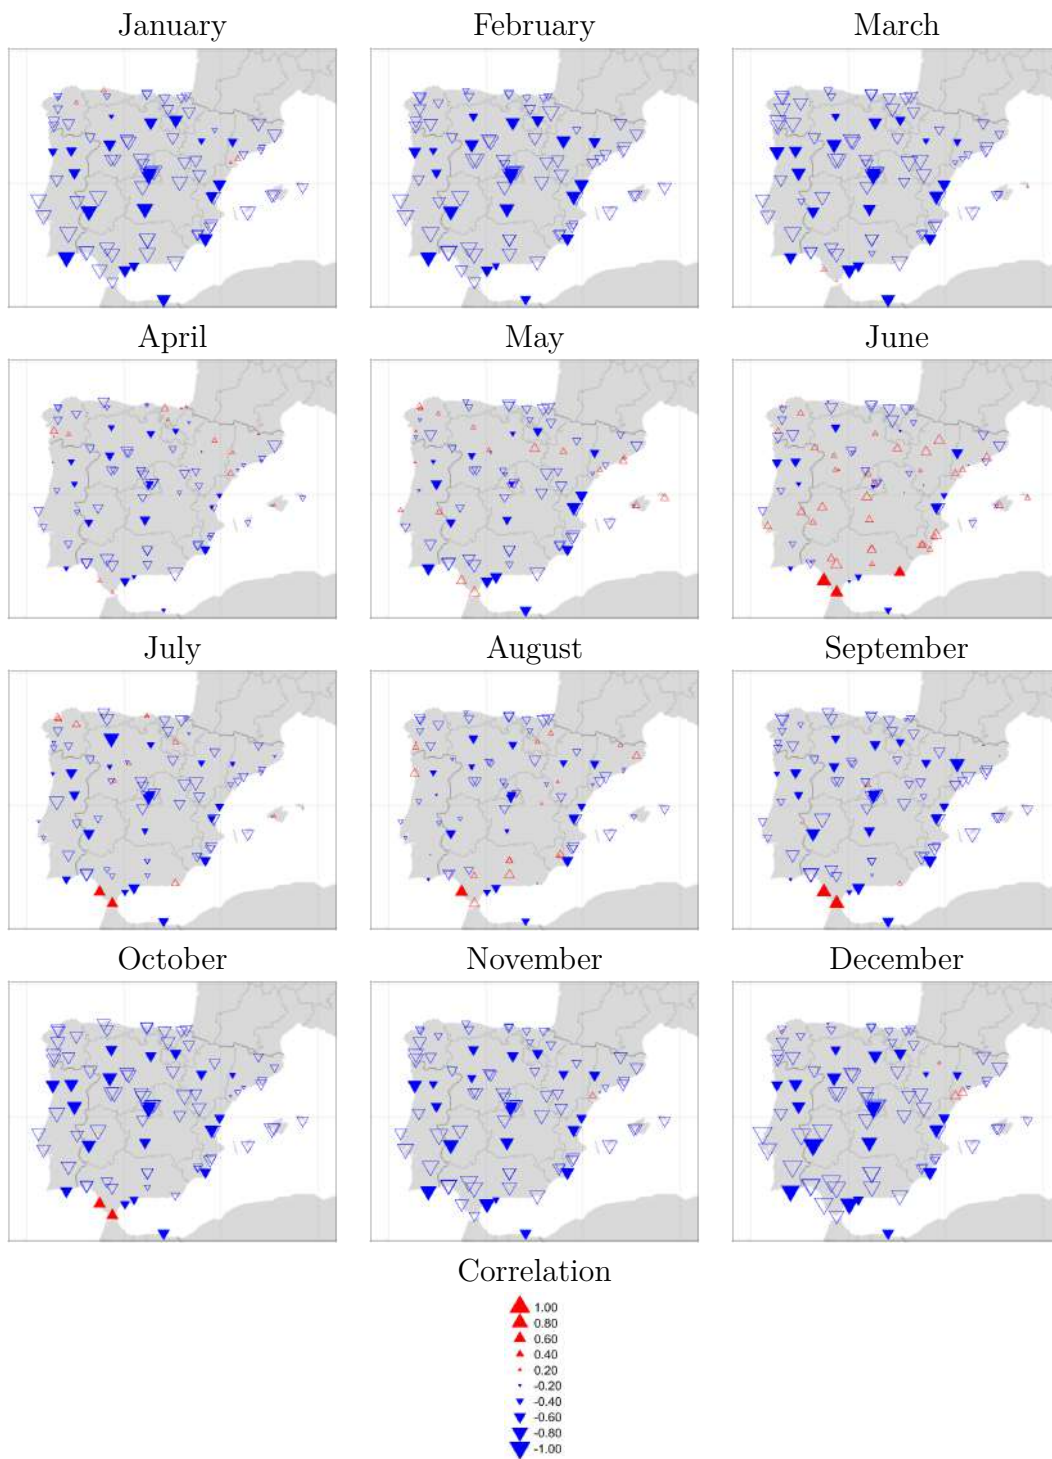 January February March
April May June
July August September
October November December
Correlation
1.00
0.80
0.60
0.40
0.20
-0.20
-0.40
-0.60
-0.80
-1.00